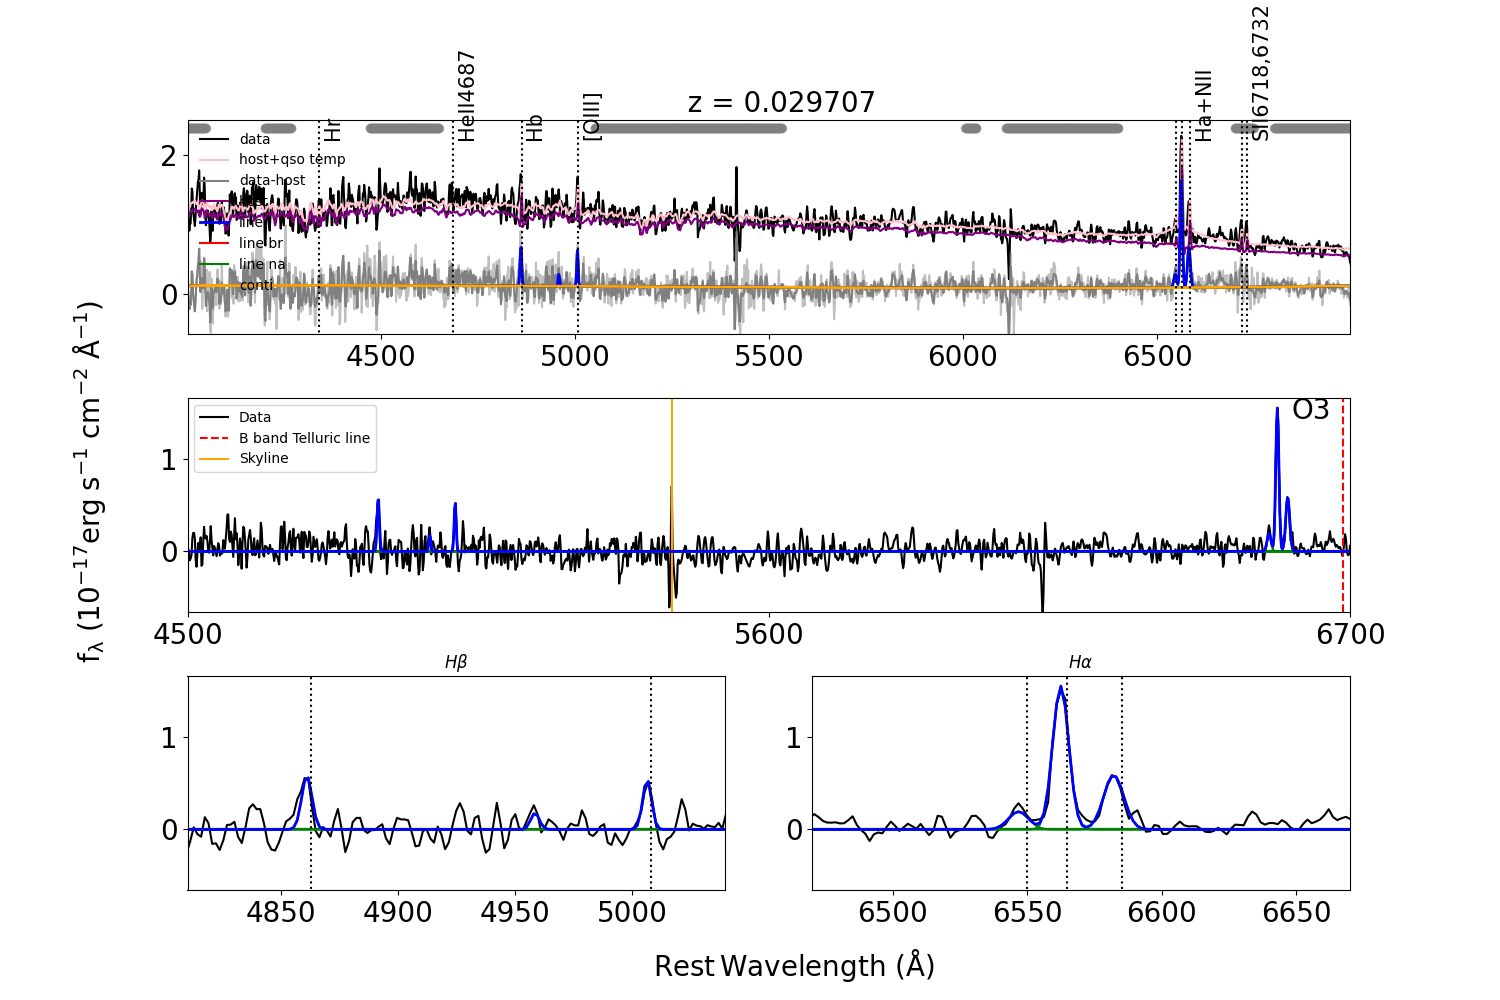 z = 0.029707
Hr
HeII4687
Hb
[OIII]
Ha+NII
SII6718,6732
data
host+qso temp
data-host
line
line br
line na
conti
2
0
4500 5000 5500 6000 6500
Data
B band Telluric line
Skyline
O3
1
0
4500 5600 6700
fλ (10−17erg s−1 cm−2 Å−1)
Hβ
1
0
4850 4900 4950 5000
Hα
1
0
6500 6550 6600 6650
Rest Wavelength (Å)